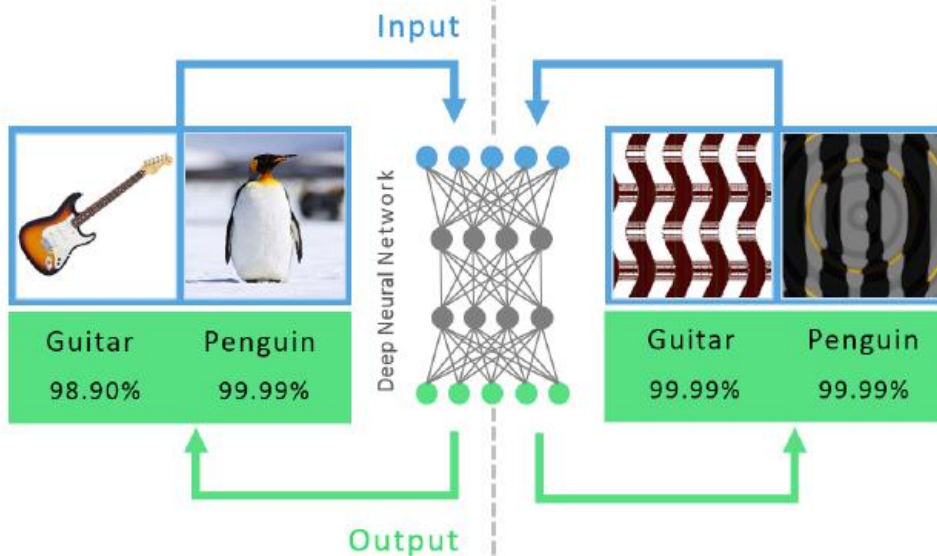 Input
Deep Neural Network
Guitar Penguin
98.90% 99.99%
Guitar Penguin
99.99% 99.99%
Output